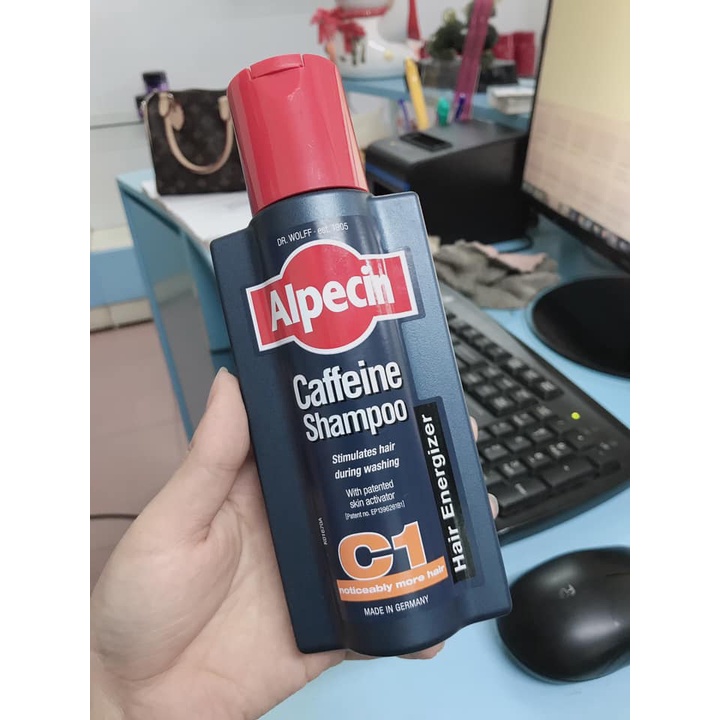 DR. WOLFF · est. 1905
Alpecin
Caffeine
Shampoo
Stimulates hair
during washing
With patented
skin activator
C1
noticeably more hair
MADE IN GERMANY
Hair Energizer